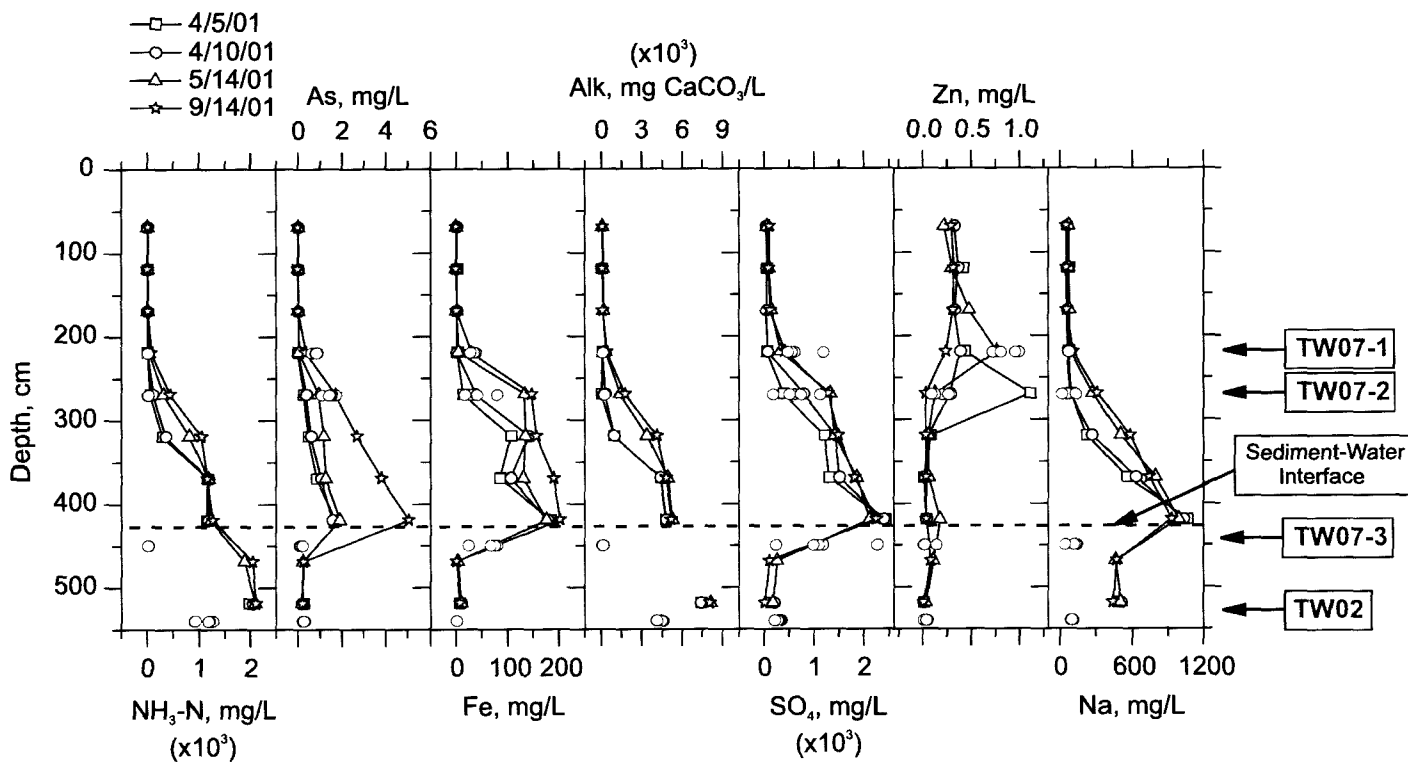 4/5/01
4/10/01
5/14/01
9/14/01
(x10³)
As, mg/L
Alk, mg CaCO₃/L
Zn, mg/L
0 2 4 6
0 3 6 9
0.0 0.5 1.0
Depth, cm
0
100
200
300
400
500
TW07-1
TW07-2
Sediment-Water
Interface
TW07-3
TW02
0 1 2
0 100 200
0 1 2
0 600 1200
NH₃-N, mg/L
(x10³)
Fe, mg/L
SO₄, mg/L
(x10³)
Na, mg/L